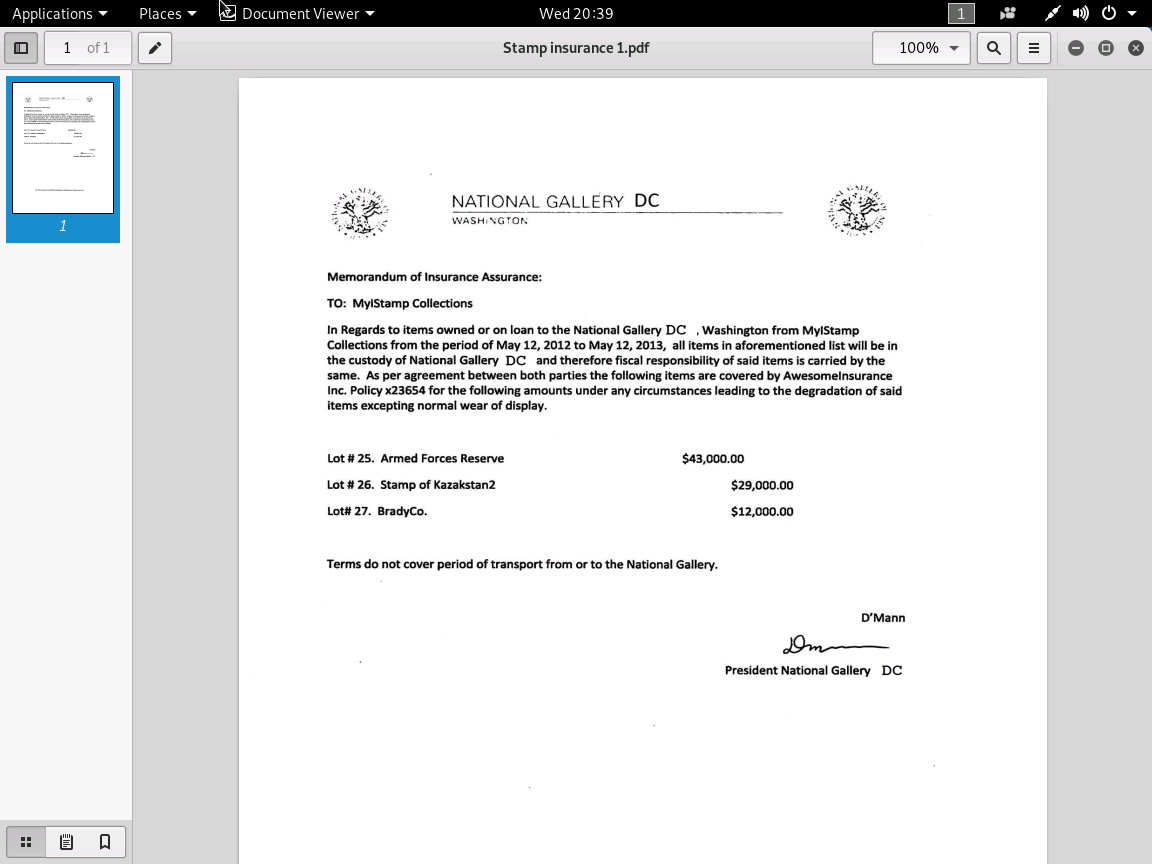 Applications Places Document Viewer Wed 20:39 1
1 of 1 Stamp insurance 1.pdf 100%
1
NATIONAL GALLERY DC
WASHINGTON
Memorandum of Insurance Assurance:
TO: MylStamp Collections
In Regards to items owned or on loan to the National Gallery DC , Washington from MylStamp
Collections from the period of May 12, 2012 to May 12, 2013, all items in aforementioned list will be in
the custody of National Gallery DC and therefore fiscal responsibility of said items is carried by the
same. As per agreement between both parties the following items are covered by AwesomeInsurance
Inc. Policy x23654 for the following amounts under any circumstances leading to the degradation of said
items excepting normal wear of display.
Lot # 25. Armed Forces Reserve $43,000.00
Lot # 26. Stamp of Kazakstan2 $29,000.00
Lot# 27. BradyCo. $12,000.00
Terms do not cover period of transport from or to the National Gallery.
D’Mann
President National Gallery DC